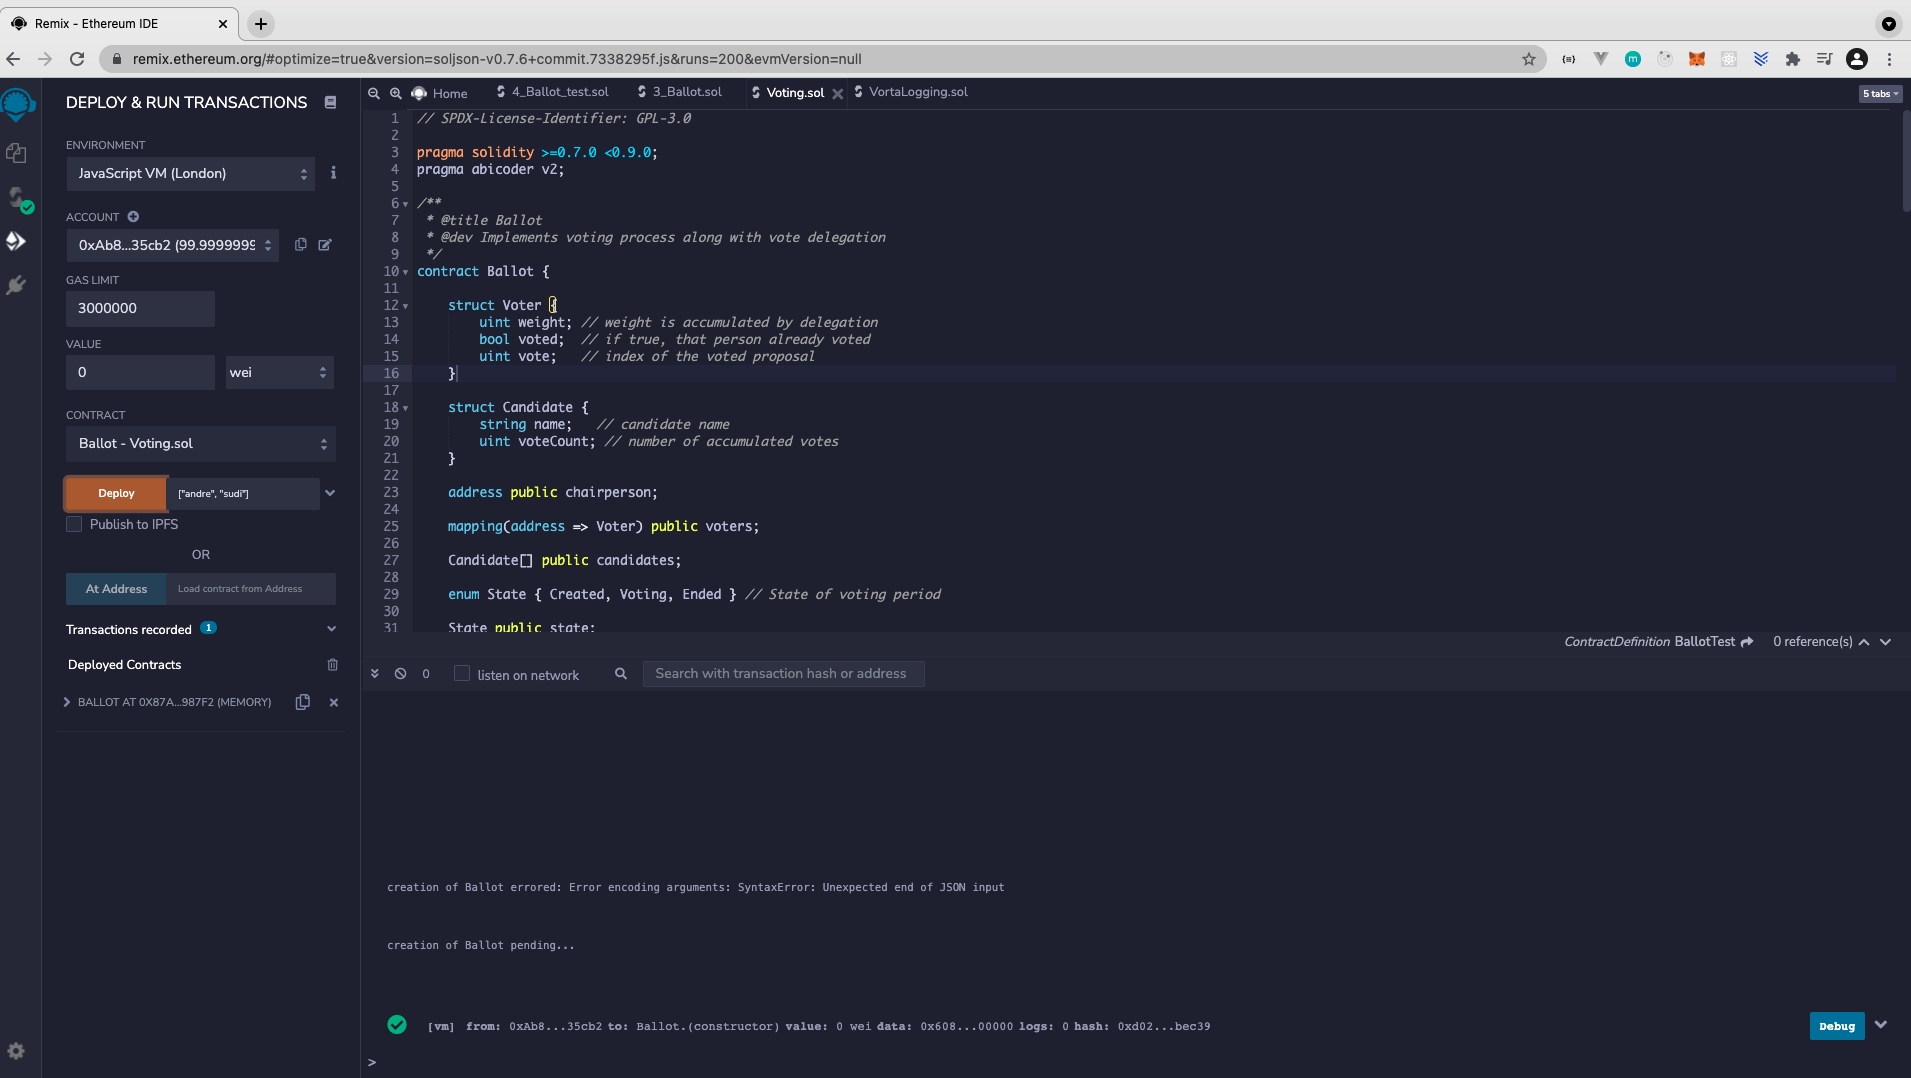 Remix - Ethereum IDE
remix.ethereum.org/#optimize=true&version=soljson-v0.7.6+commit.7338295f.js&runs=200&evmVersion=null
DEPLOY & RUN TRANSACTIONS
ENVIRONMENT
JavaScript VM (London)
ACCOUNT
0xAb8...35cb2 (99.9999999
GAS LIMIT
3000000
VALUE
0
wei
CONTRACT
Ballot - Voting.sol
Deploy
["andre", "sudi"]
Publish to IPFS
OR
At Address
Load contract from Address
Transactions recorded 1
Deployed Contracts
BALLOT AT 0X87A...987F2 (MEMORY)
Home
4_Ballot_test.sol
3_Ballot.sol
Voting.sol
VortaLogging.sol
5 tabs
1 // SPDX-License-Identifier: GPL-3.0
2
3 pragma solidity >=0.7.0 <0.9.0;
4 pragma abicoder v2;
5
6 /**
7 * @title Ballot
8 * @dev Implements voting process along with vote delegation
9 */
10 contract Ballot {
11
12 struct Voter {
13 uint weight; // weight is accumulated by delegation
14 bool voted; // if true, that person already voted
15 uint vote; // index of the voted proposal
16 }
17
18 struct Candidate {
19 string name; // candidate name
20 uint voteCount; // number of accumulated votes
21 }
22
23 address public chairperson;
24
25 mapping(address => Voter) public voters;
26
27 Candidate[] public candidates;
28
29 enum State { Created, Voting, Ended } // State of voting period
30
31 State public state;
ContractDefinition BallotTest 0 reference(s)
0
listen on network
Search with transaction hash or address
creation of Ballot errored: Error encoding arguments: SyntaxError: Unexpected end of JSON input
creation of Ballot pending...
[vm] from: 0xAb8...35cb2 to: Ballot.(constructor) value: 0 wei data: 0x608...00000 logs: 0 hash: 0xd02...bec39
Debug
>